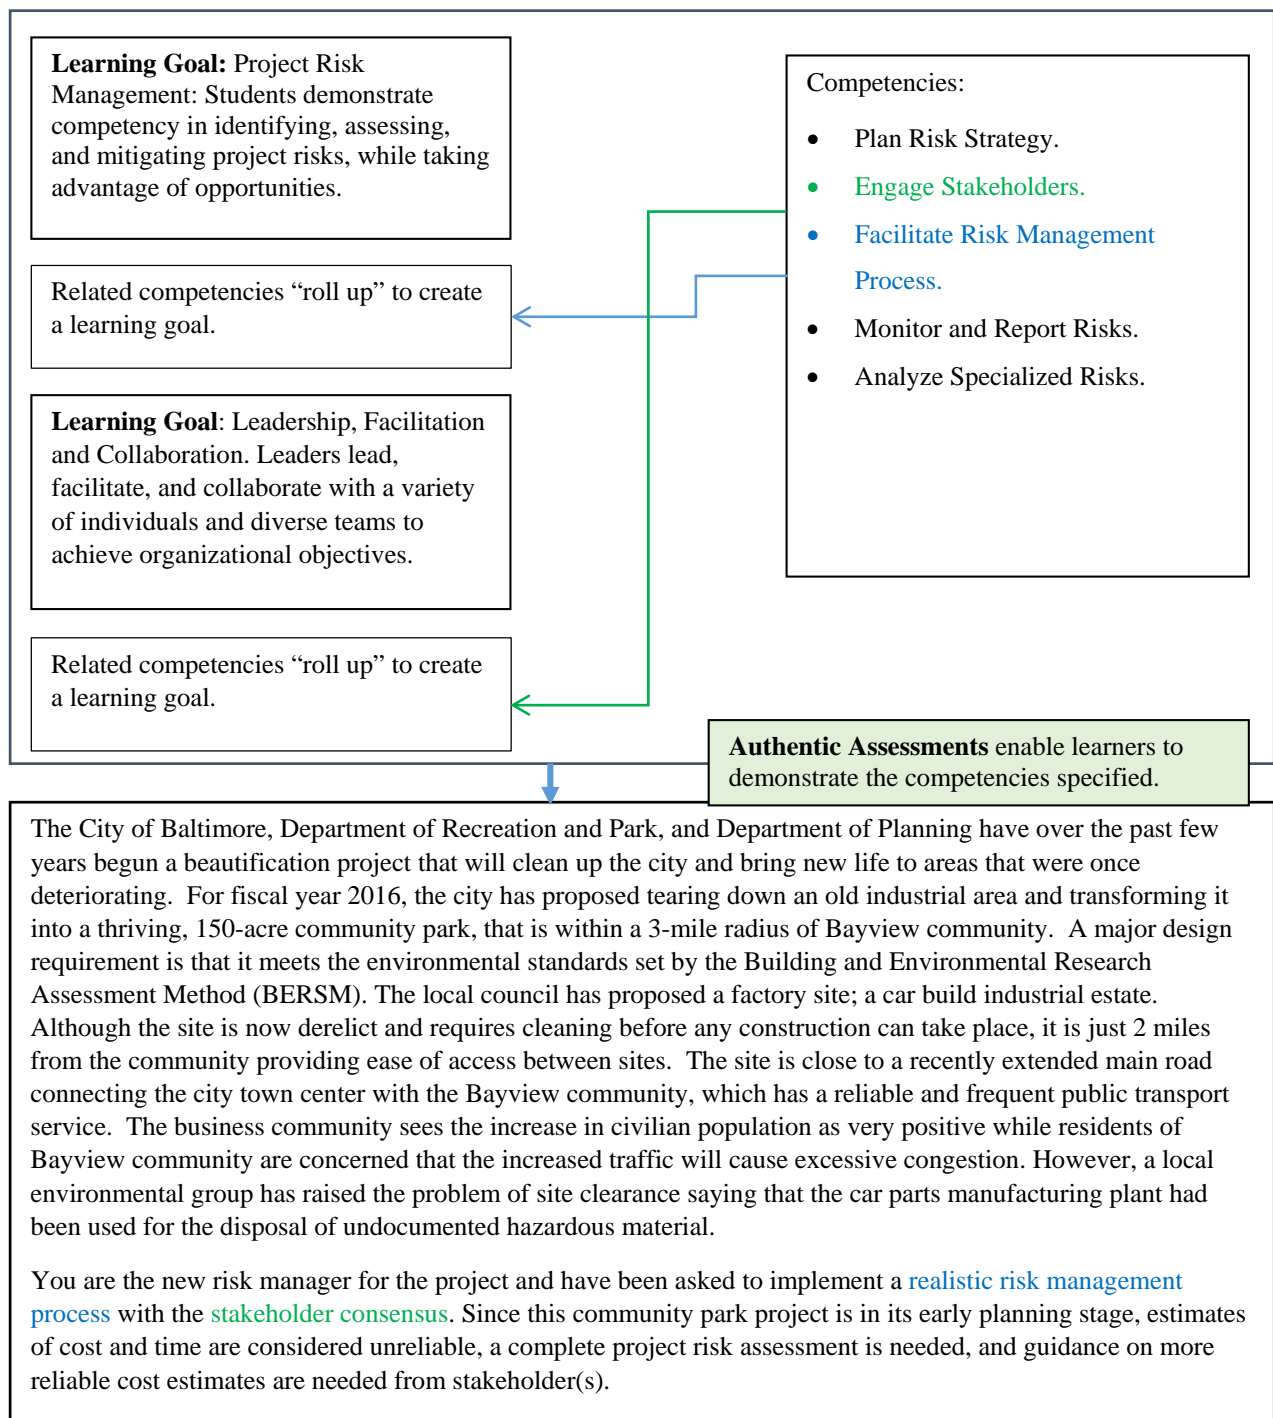 Learning Goal: Project Risk
Management: Students demonstrate
competency in identifying, assessing,
and mitigating project risks, while taking
advantage of opportunities.
Related competencies “roll up” to create
a learning goal.
Learning Goal: Leadership, Facilitation
and Collaboration. Leaders lead,
facilitate, and collaborate with a variety
of individuals and diverse teams to
achieve organizational objectives.
Related competencies “roll up” to create
a learning goal.
Competencies:
• Plan Risk Strategy.
• Engage Stakeholders.
• Facilitate Risk Management
Process.
• Monitor and Report Risks.
• Analyze Specialized Risks.
Authentic Assessments enable learners to
demonstrate the competencies specified.
The City of Baltimore, Department of Recreation and Park, and Department of Planning have over the past few
years begun a beautification project that will clean up the city and bring new life to areas that were once
deteriorating. For fiscal year 2016, the city has proposed tearing down an old industrial area and transforming it
into a thriving, 150-acre community park, that is within a 3-mile radius of Bayview community. A major design
requirement is that it meets the environmental standards set by the Building and Environmental Research
Assessment Method (BERSM). The local council has proposed a factory site; a car build industrial estate.
Although the site is now derelict and requires cleaning before any construction can take place, it is just 2 miles
from the community providing ease of access between sites. The site is close to a recently extended main road
connecting the city town center with the Bayview community, which has a reliable and frequent public transport
service. The business community sees the increase in civilian population as very positive while residents of
Bayview community are concerned that the increased traffic will cause excessive congestion. However, a local
environmental group has raised the problem of site clearance saying that the car parts manufacturing plant had
been used for the disposal of undocumented hazardous material.
You are the new risk manager for the project and have been asked to implement a realistic risk management
process with the stakeholder consensus. Since this community park project is in its early planning stage, estimates
of cost and time are considered unreliable, a complete project risk assessment is needed, and guidance on more
reliable cost estimates are needed from stakeholder(s).